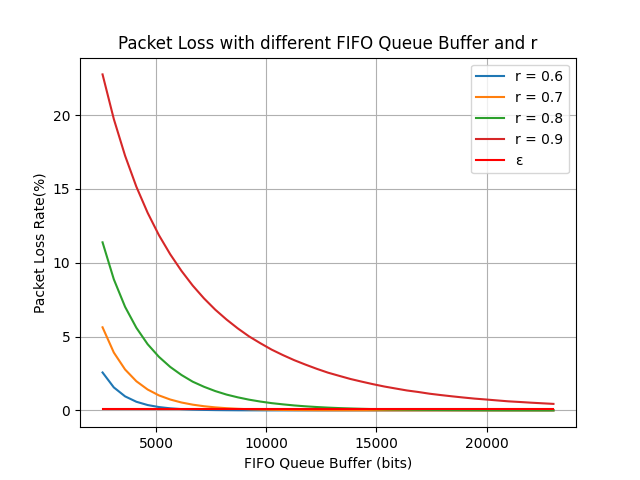 Packet Loss with different FIFO Queue Buffer and r
r = 0.6
r = 0.7
r = 0.8
r = 0.9
ε
Packet Loss Rate(%)
20
15
10
5
0
5000 10000 15000 20000
FIFO Queue Buffer (bits)